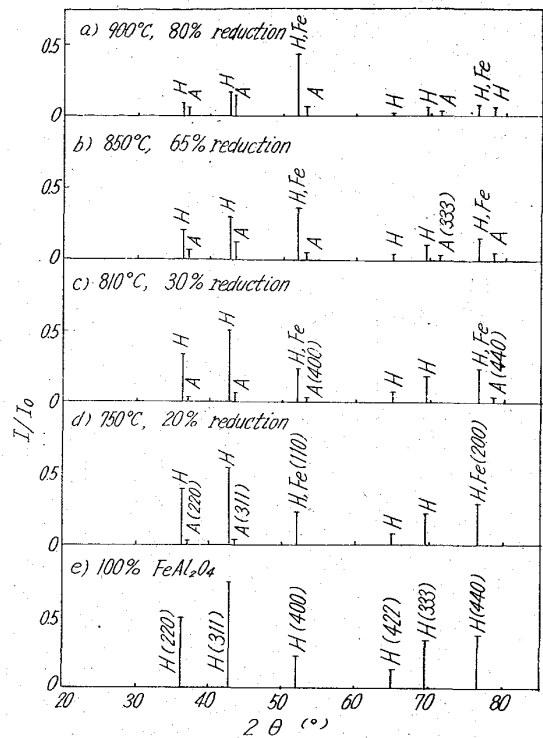 a) 900°C, 80% reduction
0.5
0
H
A
H
A
H,Fe
A
H
H
A
H,Fe
H
b) 850°C, 65% reduction
0.5
0
H
A
H
A
H,Fe
A
H
H
A(333)
H,Fe
A
c) 810°C, 30% reduction
0.5
0
H
A
H
A
H,Fe
A(400)
H
H
H,Fe
A(440)
d) 750°C, 20% reduction
0.5
0
H
A(220)
H
A(311)
H,Fe(110)
H
H
H,Fe(200)
e) 100% FeAl₂O₄
0.5
0
H(220)
H(311)
H(400)
H(422)
H(333)
H(440)
I/I₀
20 30 40 50 60 70 80
2 θ (°)